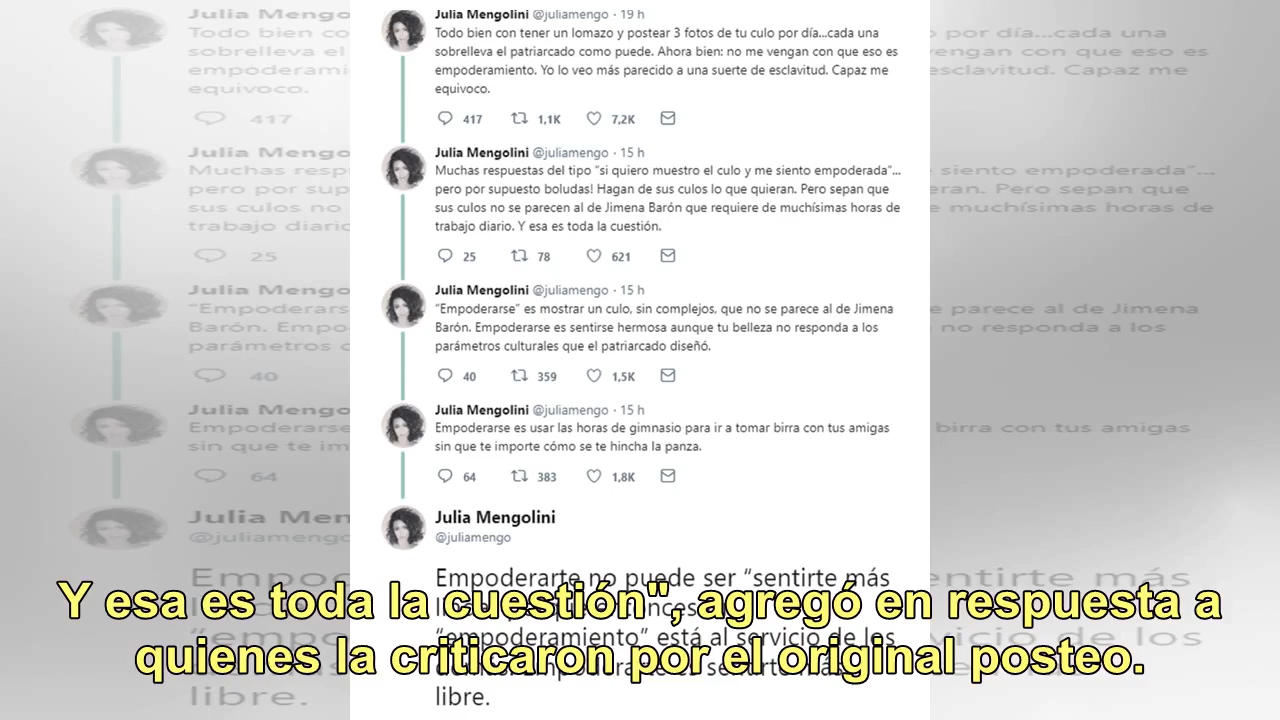 Julia Mengolini @juliamengo · 19 h
Todo bien con tener un lomazo y postear 3 fotos de tu culo por día...cada una
sobrelleva el patriarcado como puede. Ahora bien: no me vengan con que eso es
empoderamiento. Yo lo veo más parecido a una suerte de esclavitud. Capaz me
equivoco.
417 1,1K 7,2K
Julia Mengolini @juliamengo · 15 h
Muchas respuestas del tipo "si quiero muestro el culo y me siento empoderada"...
pero por supuesto boludas! Hagan de sus culos lo que quieran. Pero sepan que
sus culos no se parecen al de Jimena Barón que requiere de muchísimas horas de
trabajo diario. Y esa es toda la cuestión.
25 78 621
Julia Mengolini @juliamengo · 15 h
"Empoderarse" es mostrar un culo, sin complejos, que no se parece al de Jimena
Barón. Empoderarse es sentirse hermosa aunque tu belleza no responda a los
parámetros culturales que el patriarcado diseñó.
40 359 1,5K
Julia Mengolini @juliamengo · 15 h
Empoderarse es usar las horas de gimnasio para ir a tomar birra con tus amigas
sin que te importe cómo se te hincha la panza.
64 383 1,8K
Julia Mengolini
@juliamengo
Empoderarte no puede ser "sentirte más
"empoderamiento" está al servicio de los
libre.
Y esa es toda la cuestión", agregó en respuesta a
quienes la criticaron por el original posteo.